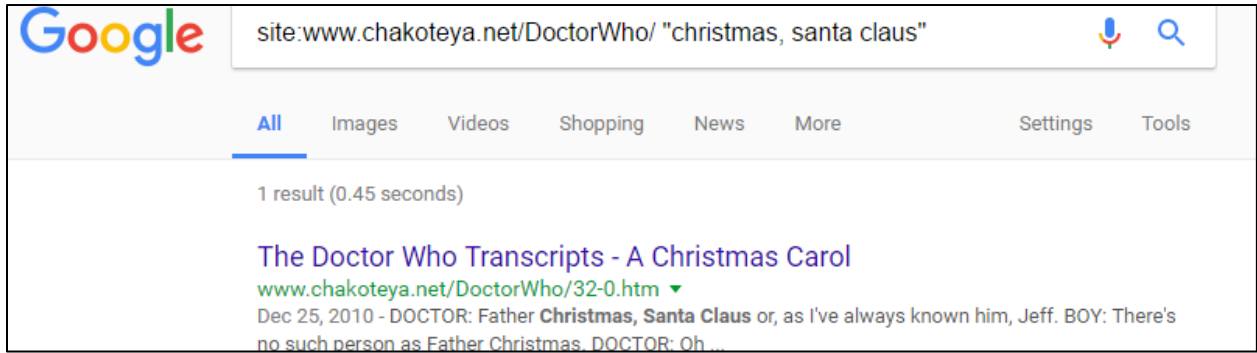 Google
site:www.chakoteya.net/DoctorWho/ "christmas, santa claus"
All Images Videos Shopping News More Settings Tools
1 result (0.45 seconds)
The Doctor Who Transcripts - A Christmas Carol
www.chakoteya.net/DoctorWho/32-0.htm
Dec 25, 2010 - DOCTOR: Father Christmas, Santa Claus or, as I've always known him, Jeff. BOY: There's
no such person as Father Christmas. DOCTOR: Oh ...